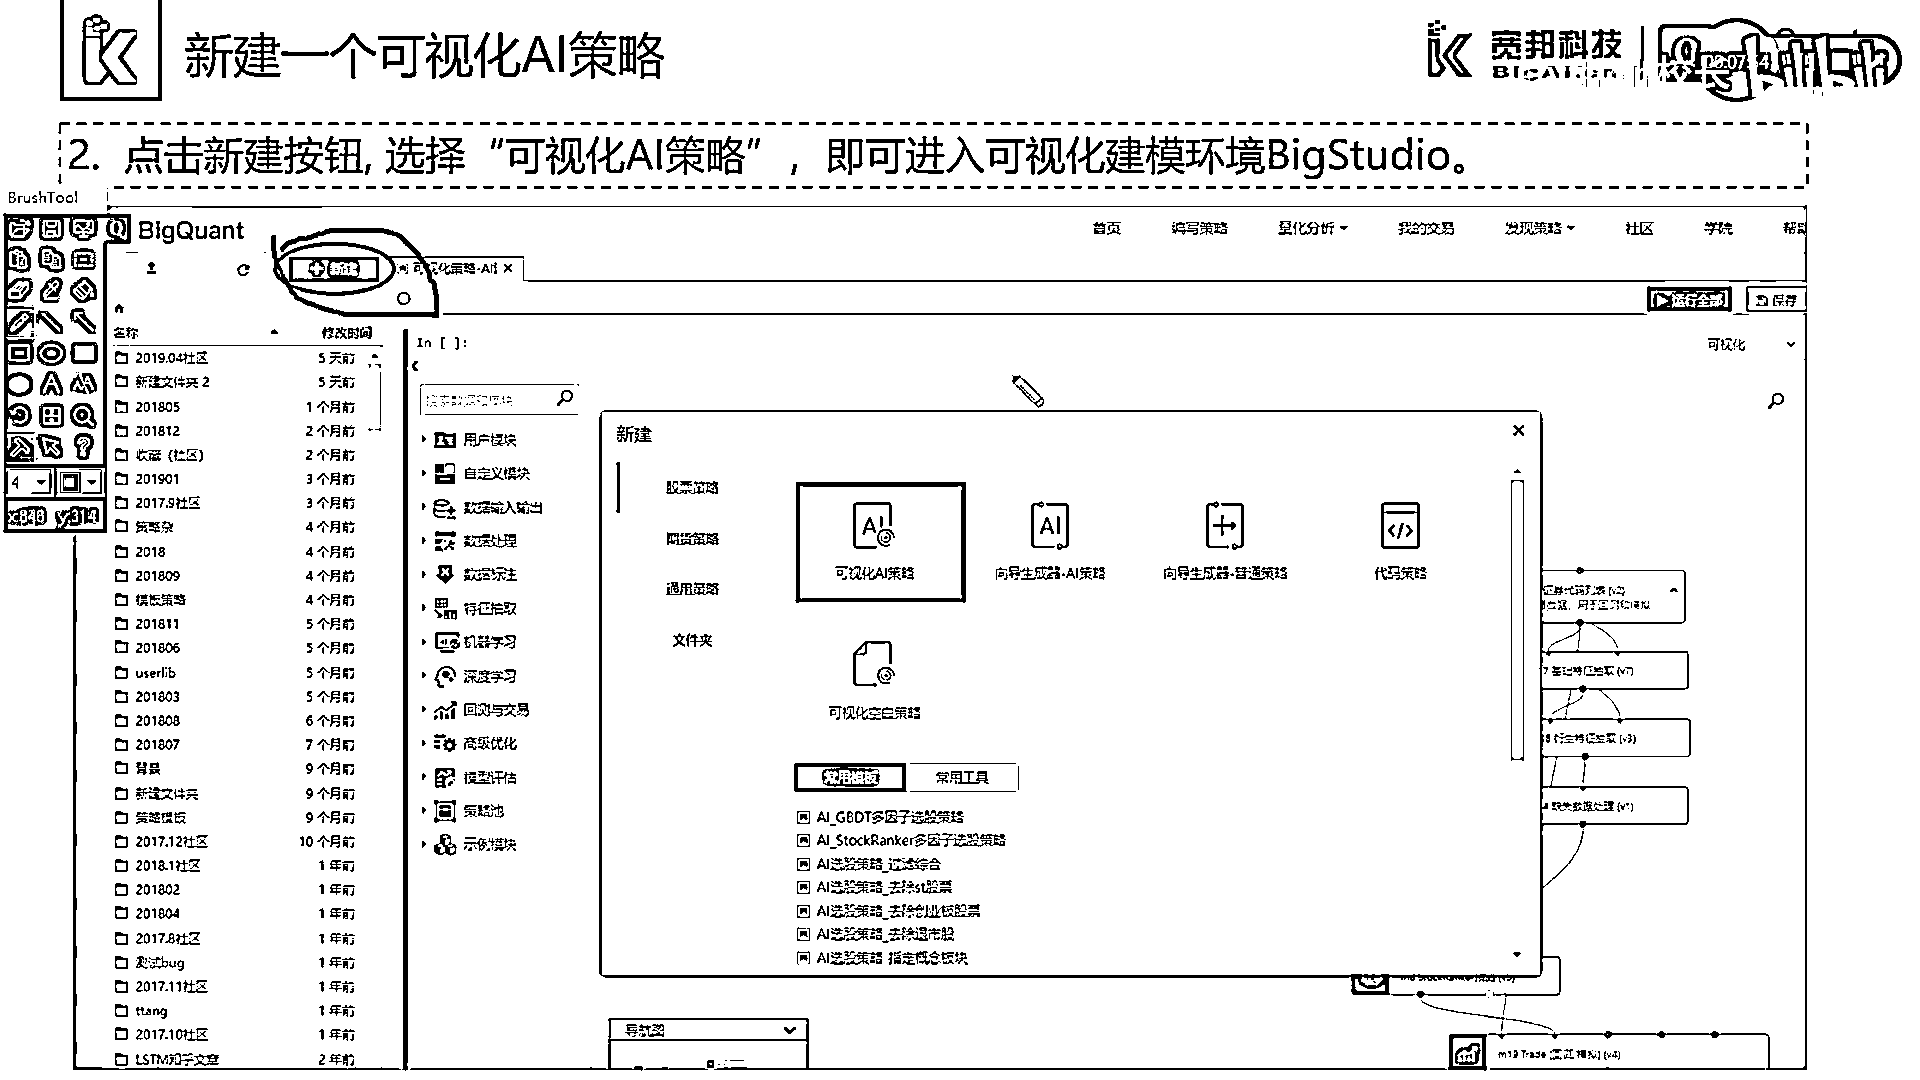 新建一个可视化AI策略
宽邦科技
2. 点击新建按钮, 选择“可视化AI策略”，即可进入可视化建模环境BigStudio。
BrushTool
BigQuant
首页 编写策略 量化分析 我的交易 发现策略 社区 学院
新建 可视化策略-AI
运行全部 保存
名称 修改时间
In [ ]:
可视化
2019.04社区 5 天前
新建文件夹 2 5 天前
201805 1 个月前
201812 2 个月前
收藏（社区） 2 个月前
201901 3 个月前
2017.9社区 3 个月前
策略杂 4 个月前
2018 4 个月前
201809 4 个月前
模板策略 4 个月前
201811 5 个月前
201806 5 个月前
userlib 5 个月前
201803 5 个月前
201808 6 个月前
201807 7 个月前
背景 9 个月前
新建文件夹 9 个月前
策略模板 9 个月前
2017.12社区 10 个月前
2018.1社区 1 年前
201802 1 年前
201804 1 年前
2017.8社区 1 年前
测试bug 1 年前
2017.11社区 1 年前
ttang 1 年前
2017.10社区 1 年前
LSTM知乎文章 2 年前
4
用户模块
自定义模块
数据输入输出
数据处理
数据标注
特征抽取
机器学习
深度学习
回测与交易
高级优化
模型评估
策略池
示例模块
新建
股票策略
期货策略
通用策略
文件夹
可视化AI策略 向导生成器-AI策略 向导生成器-普通策略 代码策略
可视化空白策略
常用模板 常用工具
AI_GBDT多因子选股策略
AI_StockRanker多因子选股策略
AI选股策略_过滤综合
AI选股策略_去除st股票
AI选股策略_去除创业板股票
AI选股策略_去除退市股
AI选股策略_指定概念板块
基础特征抽取 (v7)
衍生特征抽取 (v3)
缺失数据处理 (v1)
导航图
m19 Trade (回测/模拟) (v4)